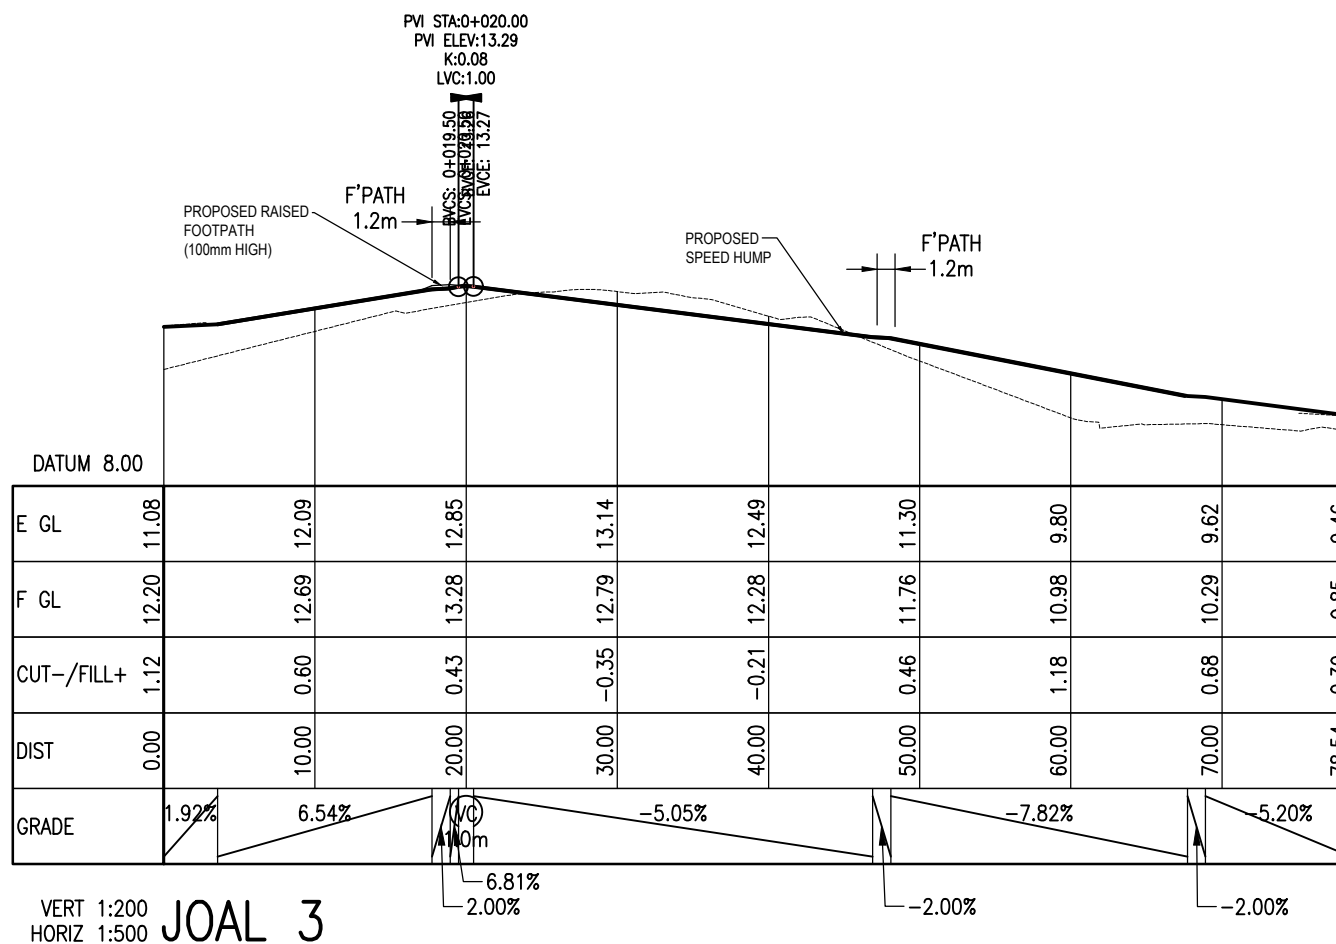 PVI STA:0+020.00
PVI ELEV:13.29
K:0.08
LVC:1.00
BVCS: 0+019.50
EVCE: 13.27
F'PATH
1.2m
PROPOSED RAISED
FOOTPATH
(100mm HIGH)
PROPOSED
SPEED HUMP
F'PATH
1.2m
DATUM 8.00
E GL 11.08 12.09 12.85 13.14 12.49 11.30 9.80 9.62
F GL 12.20 12.69 13.28 12.79 12.28 11.76 10.98 10.29
CUT-/FILL+ 1.12 0.60 0.43 -0.35 -0.21 0.46 1.18 0.68
DIST 0.00 10.00 20.00 30.00 40.00 50.00 60.00 70.00
GRADE 1.92% 6.54% VC -5.05% -7.82% -5.20%
6.81%
2.00% -2.00% -2.00%
VERT 1:200
HORIZ 1:500
JOAL 3